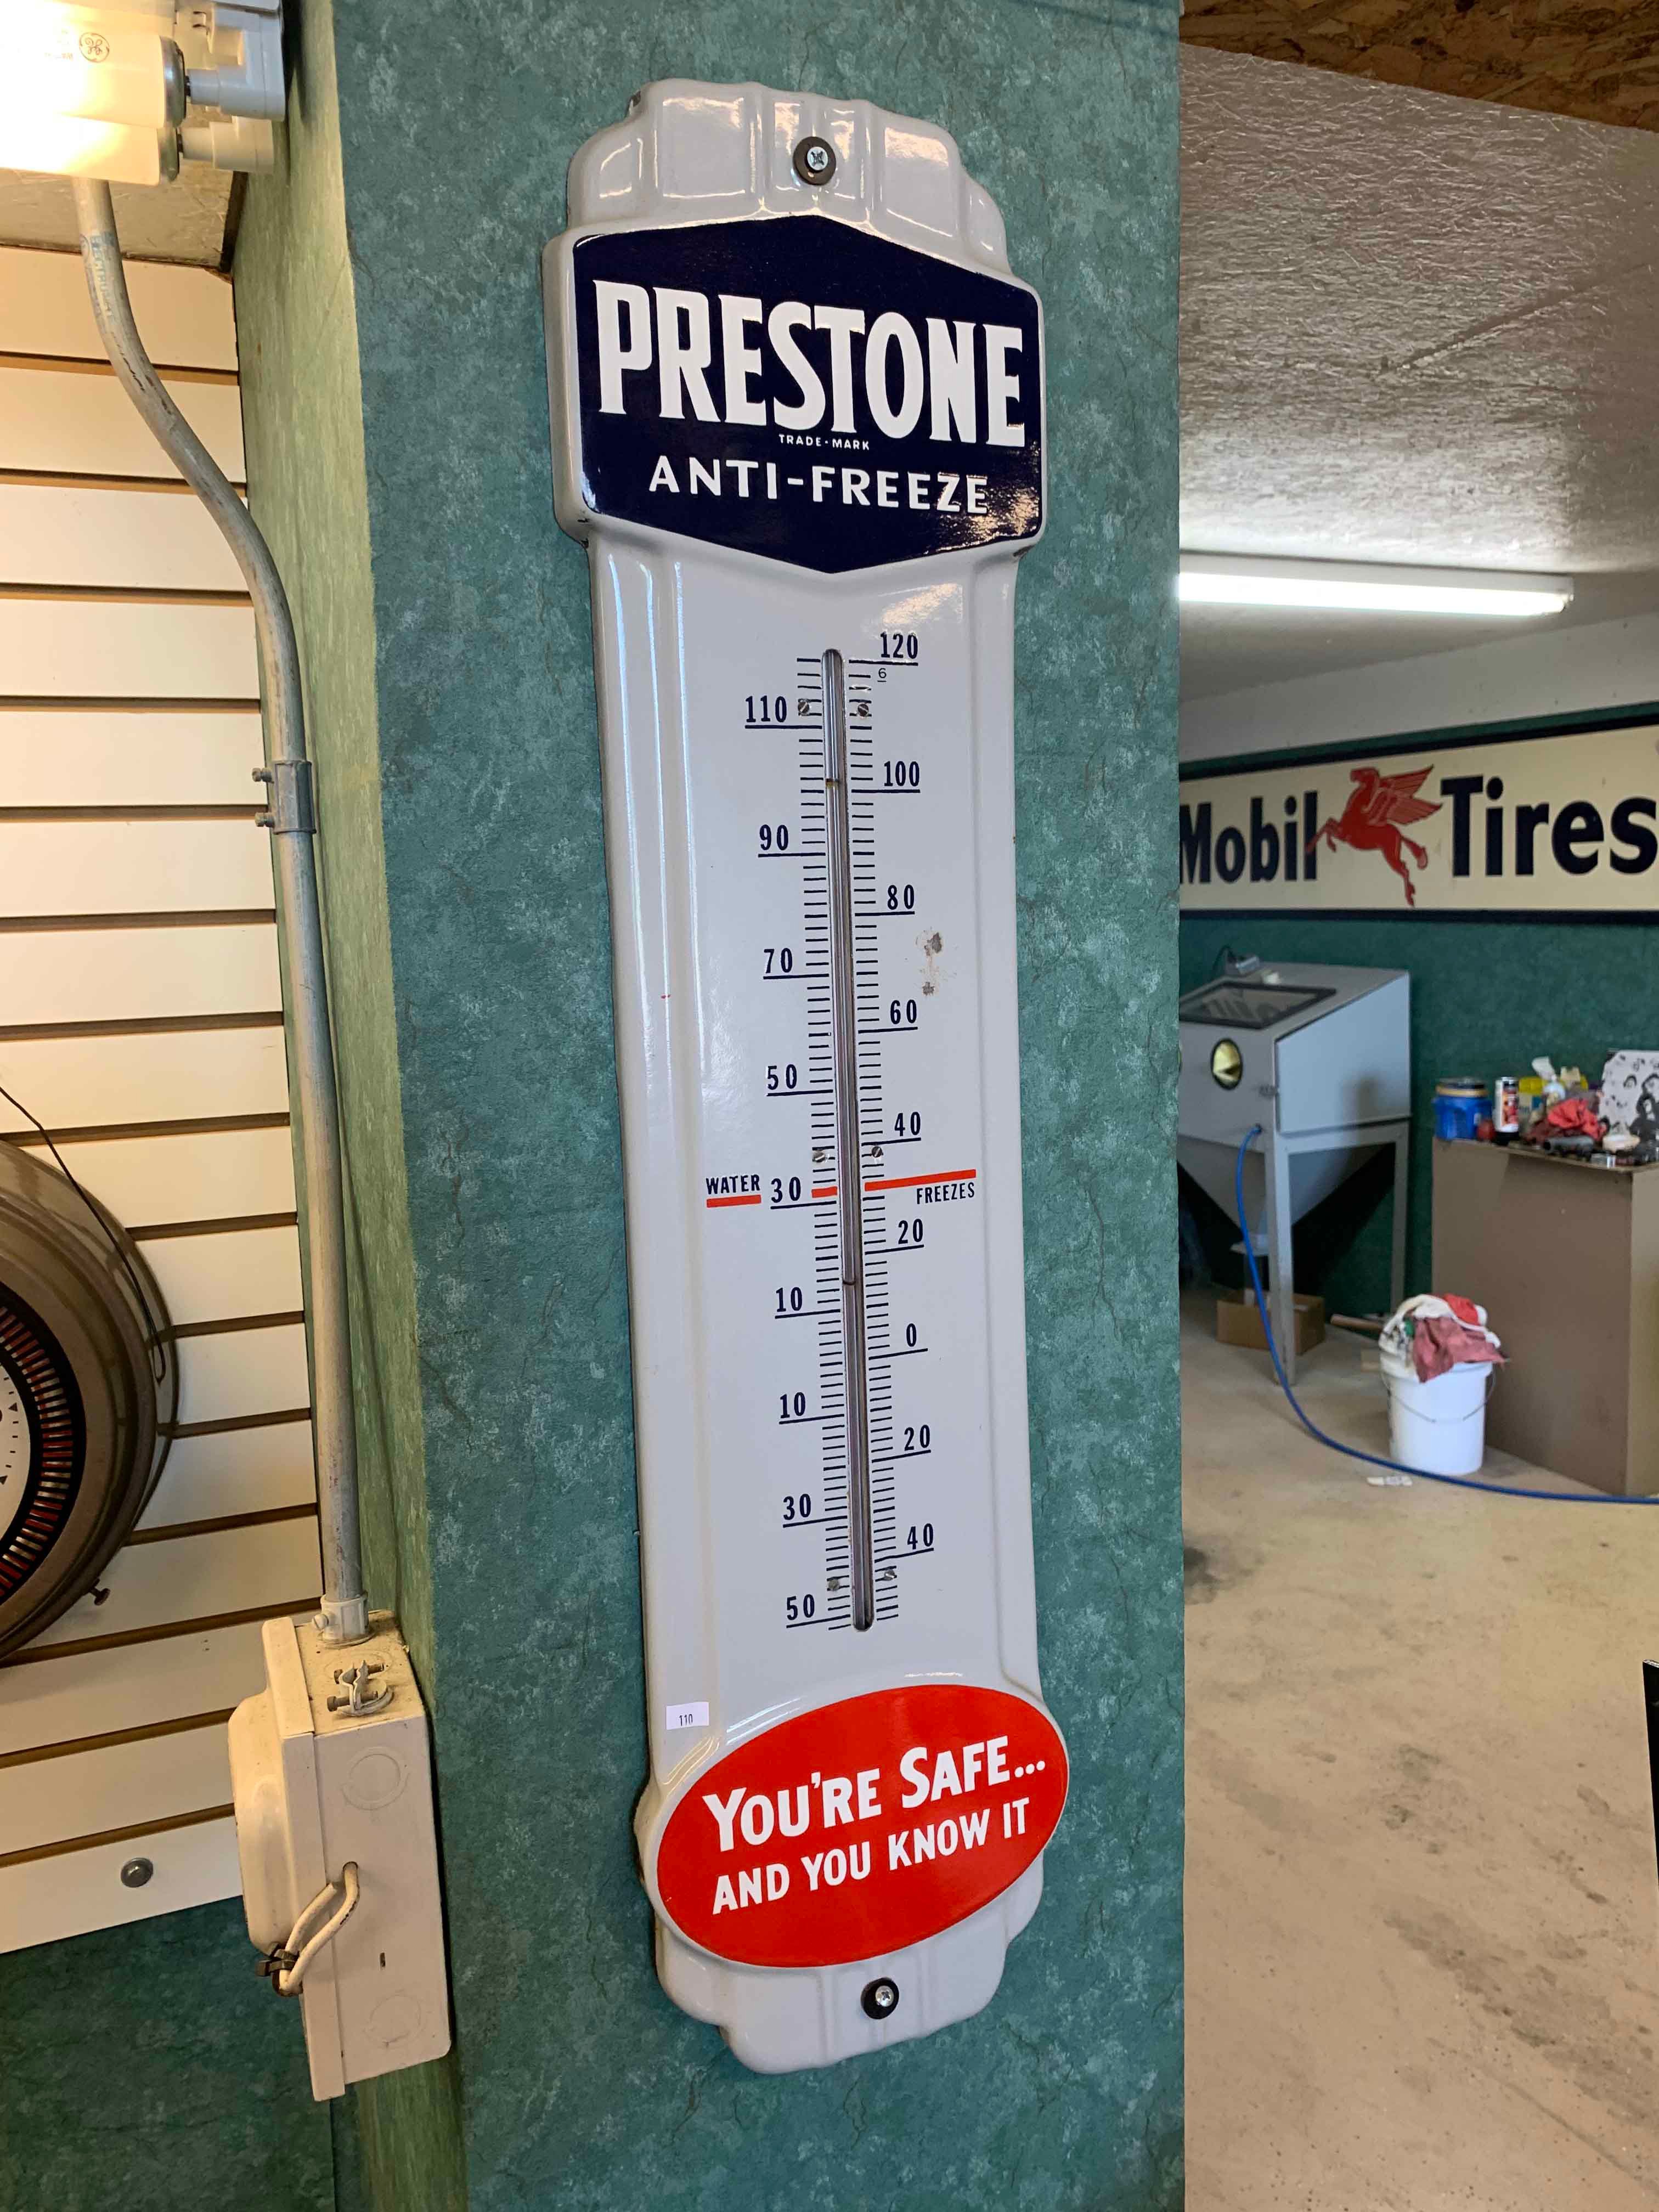 PRESTONE
TRADE-MARK
ANTI-FREEZE
120
6
110
100
90
80
70
60
50
40
WATER 30 FREEZES
20
10
0
10
20
30
40
50
110
YOU'RE SAFE...
AND YOU KNOW IT
Mobil Tires
GE